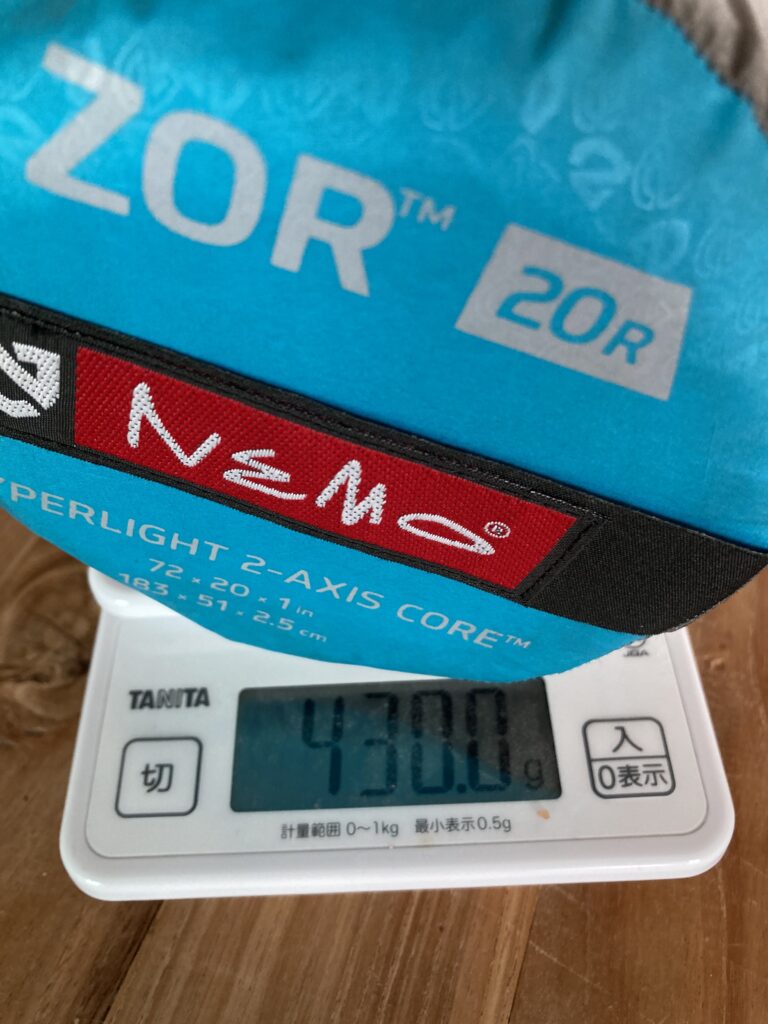 ZOR™
20R
NEMO®
YPERLIGHT 2-AXIS CORE™
72 × 20 × 1 in
183 × 51 × 2.5 cm
TANITA
430.0 g
切
入
0表示
計量範囲 0～1kg 最小表示0.5g